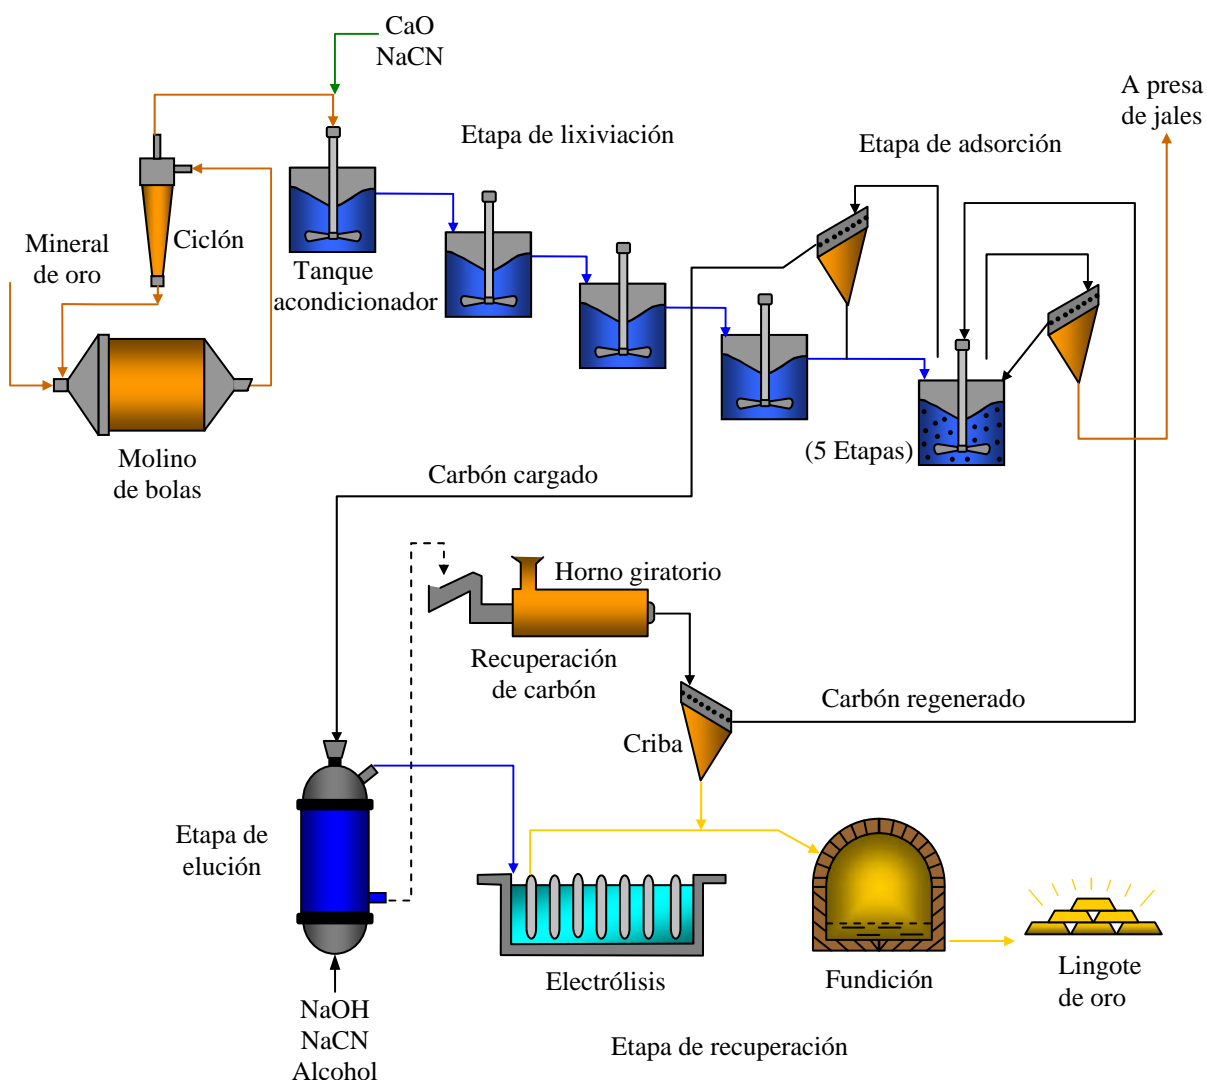 CaO
NaCN
A presa
de jales
Etapa de lixiviación
Etapa de adsorción
Mineral
de oro
Ciclón
Tanque
acondicionador
Molino
de bolas
(5 Etapas)
Carbón cargado
Horno giratorio
Recuperación
de carbón
Carbón regenerado
Criba
Etapa de
elución
Electrólisis
Fundición
Lingote
de oro
NaOH
NaCN
Alcohol
Etapa de recuperación